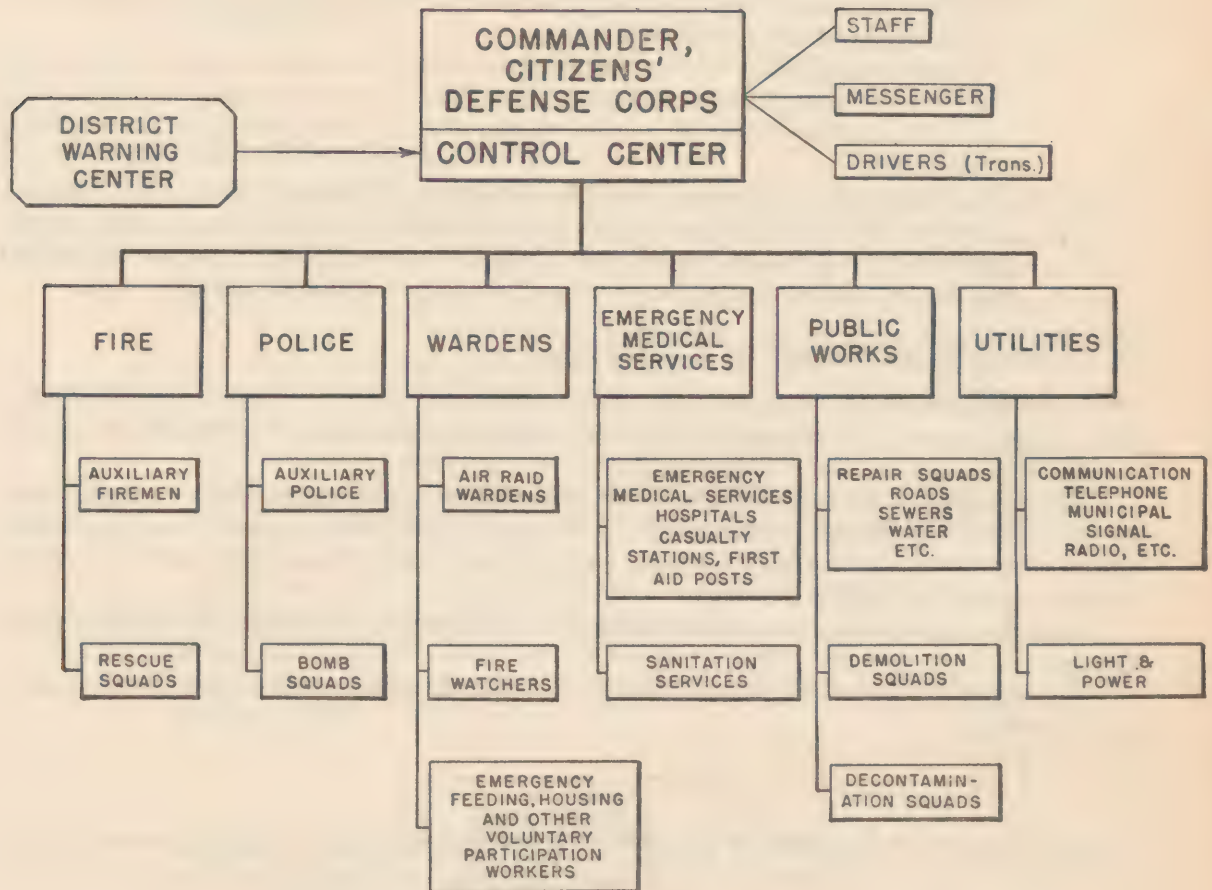 COMMANDER,
CITIZENS'
DEFENSE CORPS
CONTROL CENTER
STAFF
MESSENGER
DRIVERS (Trans.)
DISTRICT
WARNING
CENTER
FIRE
POLICE
WARDENS
EMERGENCY
MEDICAL
SERVICES
PUBLIC
WORKS
UTILITIES
AUXILIARY
FIREMEN
AUXILIARY
POLICE
AIR RAID
WARDENS
EMERGENCY
MEDICAL SERVICES
HOSPITALS
CASUALTY
STATIONS, FIRST
AID POSTS
REPAIR SQUADS
ROADS
SEWERS
WATER
ETC.
COMMUNICATION
TELEPHONE
MUNICIPAL
SIGNAL
RADIO, ETC.
RESCUE
SQUADS
BOMB
SQUADS
FIRE
WATCHERS
SANITATION
SERVICES
DEMOLITION
SQUADS
LIGHT &
POWER
EMERGENCY
FEEDING, HOUSING
AND OTHER
VOLUNTARY
PARTICIPATION
WORKERS
DECONTAMIN-
ATION SQUADS